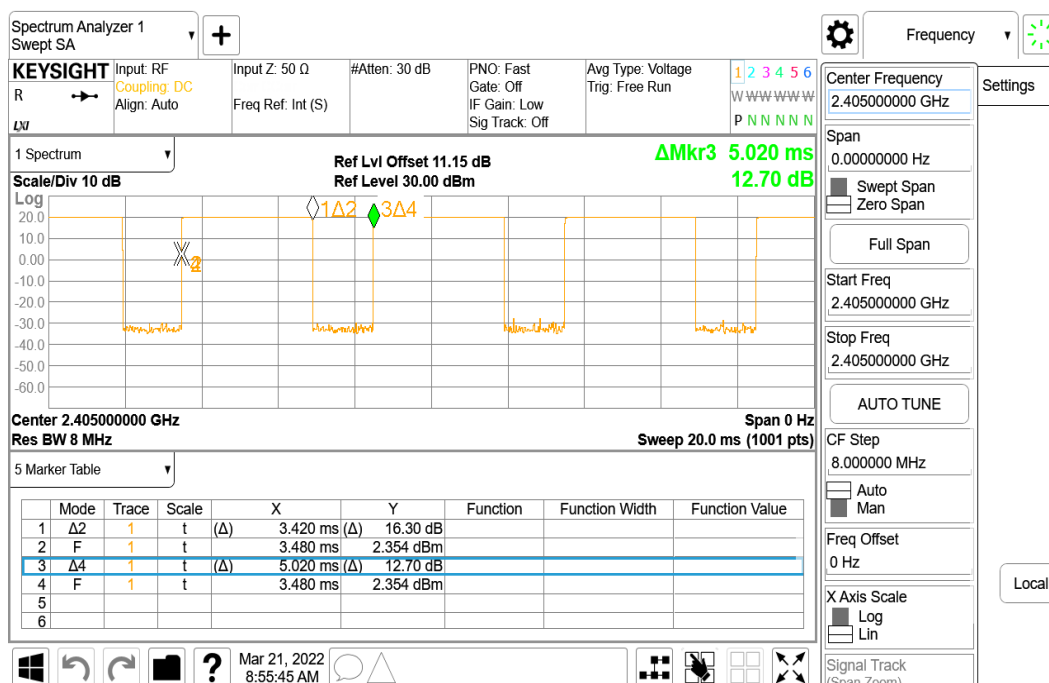 Spectrum Analyzer 1
Swept SA
▼
+
Frequency
▼
KEYSIGHT
R
LXI
Input: RF
Coupling: DC
Align: Auto
Input Z: 50 Ω
Freq Ref: Int (S)
#Atten: 30 dB
PNO: Fast
Gate: Off
IF Gain: Low
Sig Track: Off
Avg Type: Voltage
Trig: Free Run
1 2 3 4 5 6
W W W W W W
P N N N N N
1 Spectrum ▼
Scale/Div 10 dB
Ref Lvl Offset 11.15 dB
Ref Level 30.00 dBm
ΔMkr3 5.020 ms
12.70 dB
Log
1Δ2 3Δ4
20.0
10.0
0.00
-10.0
-20.0
-30.0
-40.0
-50.0
-60.0
Center 2.405000000 GHz
Span 0 Hz
Res BW 8 MHz
Sweep 20.0 ms (1001 pts)
5 Marker Table ▼
Mode Trace Scale X Y Function Function Width Function Value
1 Δ2 1 t (Δ) 3.420 ms (Δ) 16.30 dB
2 F 1 t 3.480 ms 2.354 dBm
3 Δ4 1 t (Δ) 5.020 ms (Δ) 12.70 dB
4 F 1 t 3.480 ms 2.354 dBm
5
6
?
Mar 21, 2022
8:55:45 AM
Center Frequency
2.405000000 GHz
Span
0.00000000 Hz
Swept Span
Zero Span
Full Span
Start Freq
2.405000000 GHz
Stop Freq
2.405000000 GHz
AUTO TUNE
CF Step
8.000000 MHz
Auto
Man
Freq Offset
0 Hz
X Axis Scale
Log
Lin
Signal Track
(Span Zoom)
Settings
Local